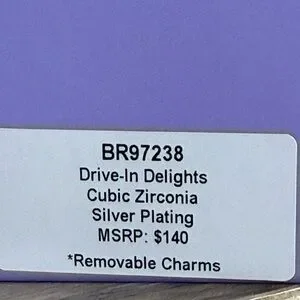 BR97238
Drive-In Delights
Cubic Zirconia
Silver Plating
MSRP: $140
*Removable Charms